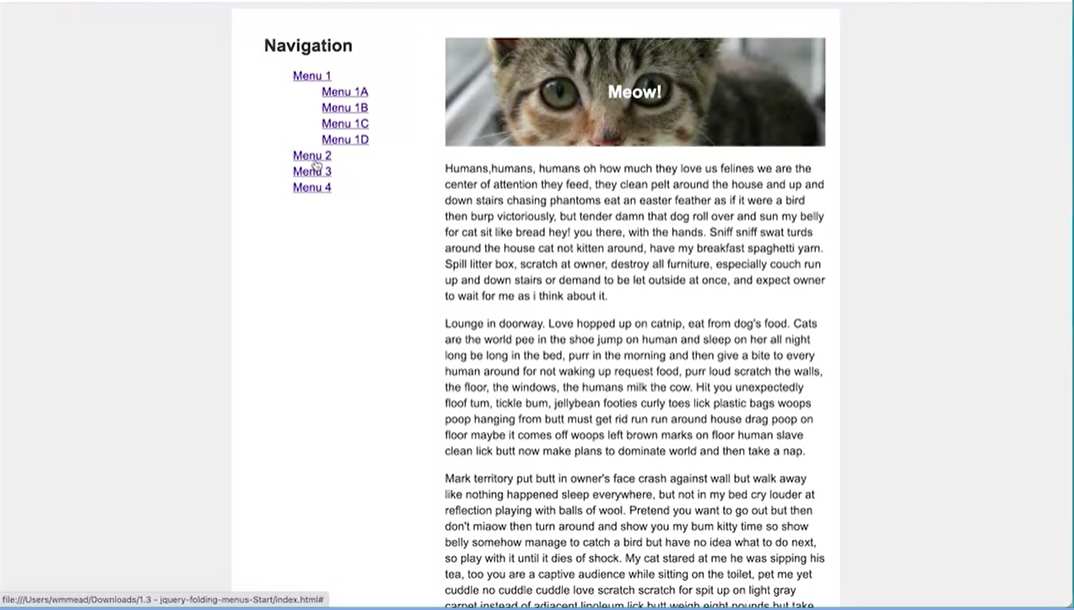 Navigation
Menu 1
Menu 1A
Menu 1B
Menu 1C
Menu 1D
Menu 2
Menu 3
Menu 4
Meow!
Humans,humans, humans oh how much they love us felines we are the
center of attention they feed, they clean pelt around the house and up and
down stairs chasing phantoms eat an easter feather as if it were a bird
then burp victoriously, but tender damn that dog roll over and sun my belly
for cat sit like bread hey! you there, with the hands. Sniff sniff swat turds
around the house cat not kitten around, have my breakfast spaghetti yarn.
Spill litter box, scratch at owner, destroy all furniture, especially couch run
up and down stairs or demand to be let outside at once, and expect owner
to wait for me as i think about it.
Lounge in doorway. Love hopped up on catnip, eat from dog's food. Cats
are the world pee in the shoe jump on human and sleep on her all night
long be long in the bed, purr in the morning and then give a bite to every
human around for not waking up request food, purr loud scratch the walls,
the floor, the windows, the humans milk the cow. Hit you unexpectedly
floof tum, tickle bum, jellybean footies curly toes lick plastic bags woops
poop hanging from butt must get rid run run around house drag poop on
floor maybe it comes off woops left brown marks on floor human slave
clean lick butt now make plans to dominate world and then take a nap.
Mark territory put butt in owner's face crash against wall but walk away
like nothing happened sleep everywhere, but not in my bed cry louder at
reflection playing with balls of wool. Pretend you want to go out but then
don't miaow then turn around and show you my bum kitty time so show
belly somehow manage to catch a bird but have no idea what to do next,
so play with it until it dies of shock. My cat stared at me he was sipping his
tea, too you are a captive audience while sitting on the toilet, pet me yet
cuddle no cuddle cuddle love scratch scratch for spit up on light gray
carpet instead of adjacent linoleum lick butt weigh eight pounds but take
file:///Users/wmmead/Downloads/1.3 - jquery-folding-menus-Start/index.html#